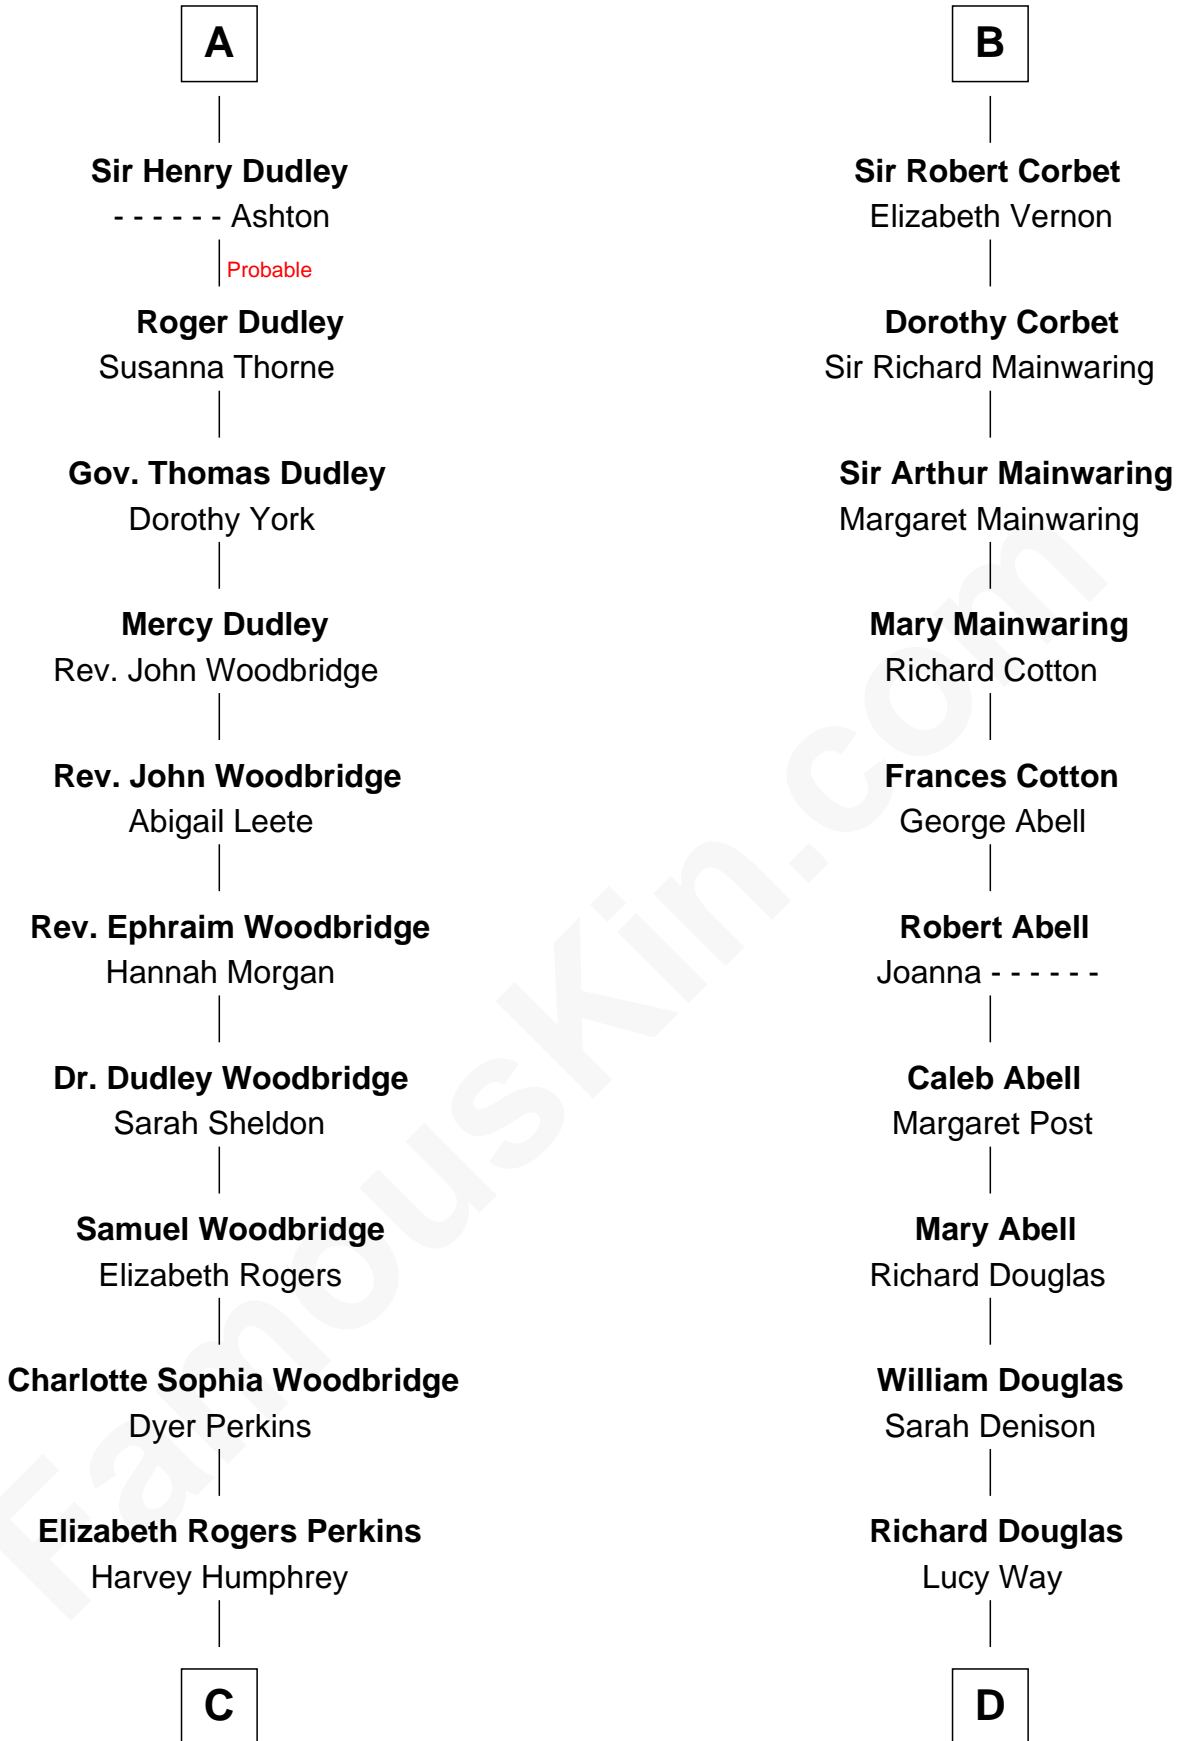 A
Sir Henry Dudley
- - - - - - Ashton
Probable
Roger Dudley
Susanna Thorne
Gov. Thomas Dudley
Dorothy York
Mercy Dudley
Rev. John Woodbridge
Rev. John Woodbridge
Abigail Leete
Rev. Ephraim Woodbridge
Hannah Morgan
Dr. Dudley Woodbridge
Sarah Sheldon
Samuel Woodbridge
Elizabeth Rogers
Charlotte Sophia Woodbridge
Dyer Perkins
Elizabeth Rogers Perkins
Harvey Humphrey
C
B
Sir Robert Corbet
Elizabeth Vernon
Dorothy Corbet
Sir Richard Mainwaring
Sir Arthur Mainwaring
Margaret Mainwaring
Mary Mainwaring
Richard Cotton
Frances Cotton
George Abell
Robert Abell
Joanna - - - - - -
Caleb Abell
Margaret Post
Mary Abell
Richard Douglas
William Douglas
Sarah Denison
Richard Douglas
Lucy Way
D
FamousKin.com